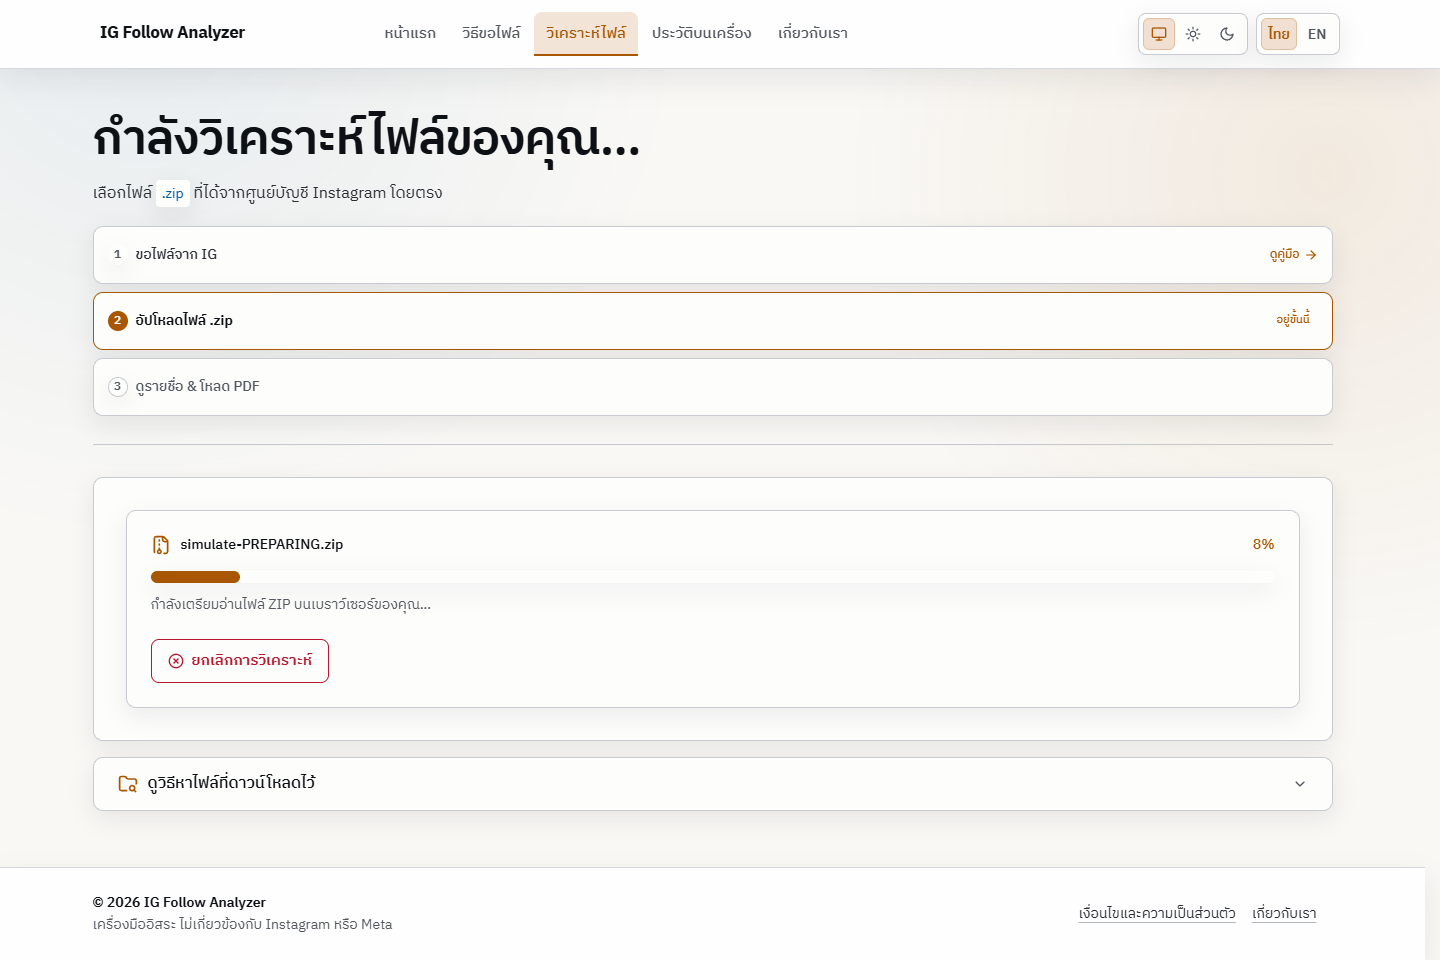 IG Follow Analyzer
หน้าแรก
วิธีขอไฟล์
วิเคราะห์ไฟล์
ประวัติบนเครื่อง
เกี่ยวกับเรา
ไทย
EN
กำลังวิเคราะห์ไฟล์ของคุณ...
เลือกไฟล์ .zip ที่ได้จากศูนย์บัญชี Instagram โดยตรง
1 ขอไฟล์จาก IG
ดูคู่มือ →
2 อัปโหลดไฟล์ .zip
อยู่ขั้นนี้
3 ดูรายชื่อ & โหลด PDF
simulate-PREPARING.zip
8%
กำลังเตรียมอ่านไฟล์ ZIP บนเบราว์เซอร์ของคุณ...
ยกเลิกการวิเคราะห์
ดูวิธีหาไฟล์ที่ดาวน์โหลดไว้
© 2026 IG Follow Analyzer
เครื่องมืออิสระ ไม่เกี่ยวข้องกับ Instagram หรือ Meta
เงื่อนไขและความเป็นส่วนตัว
เกี่ยวกับเรา